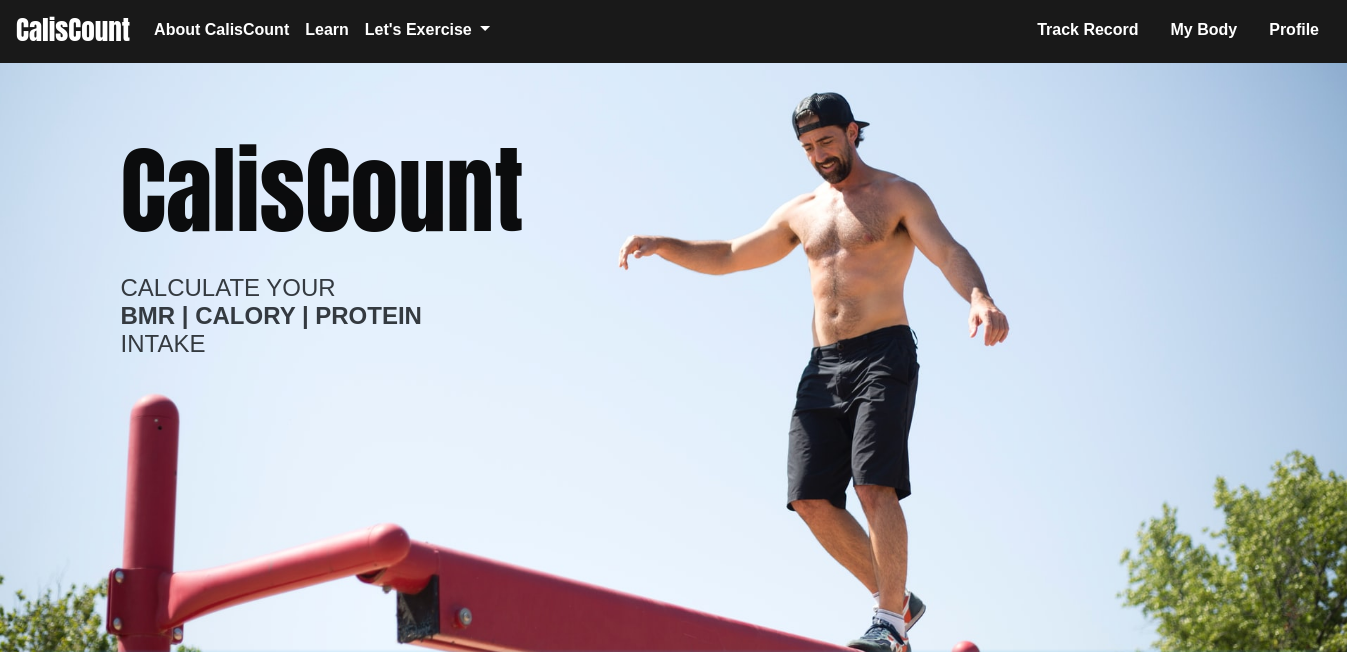 CalisCount About CalisCount Learn Let's Exercise Track Record My Body Profile
CalisCount
CALCULATE YOUR
BMR | CALORY | PROTEIN
INTAKE